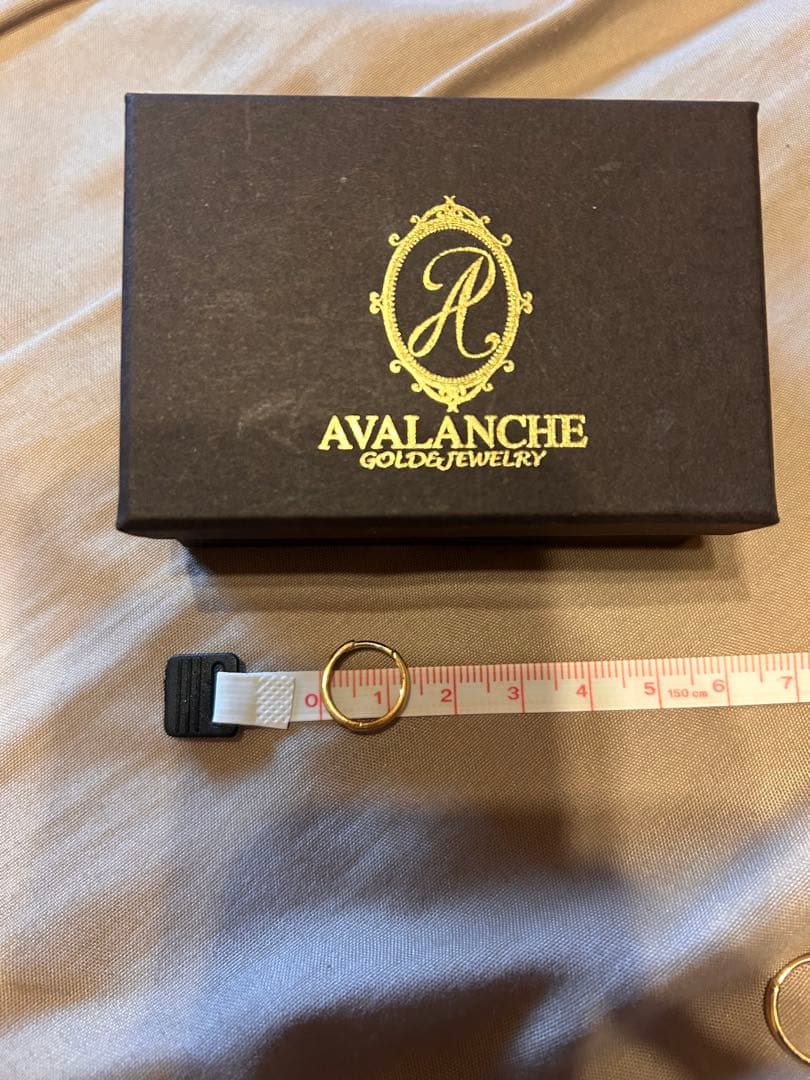 A
AVALANCHE
GOLD&JEWELRY
0 1 2 3 4 5 150 cm 6 7